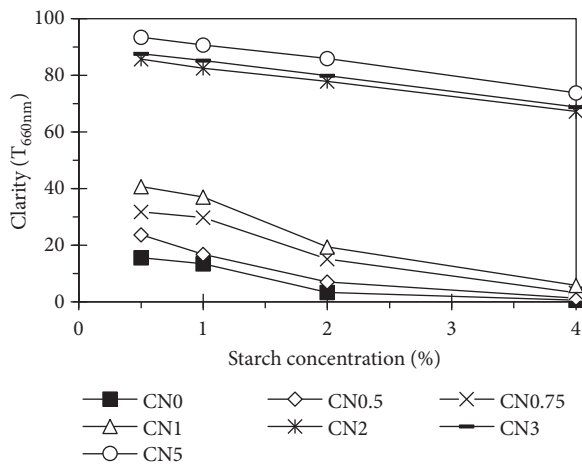 100
80
60
40
20
0
Clarity (T660nm)
0 1 2 3 4
Starch concentration (%)
CN0 CN0.5 CN0.75
CN1 CN2 CN3
CN5